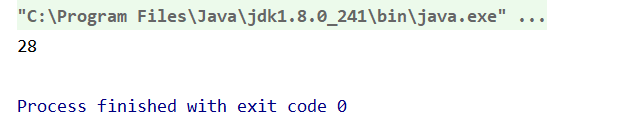 "C:\Program Files\Java\jdk1.8.0_241\bin\java.exe" ...
28
Process finished with exit code 0